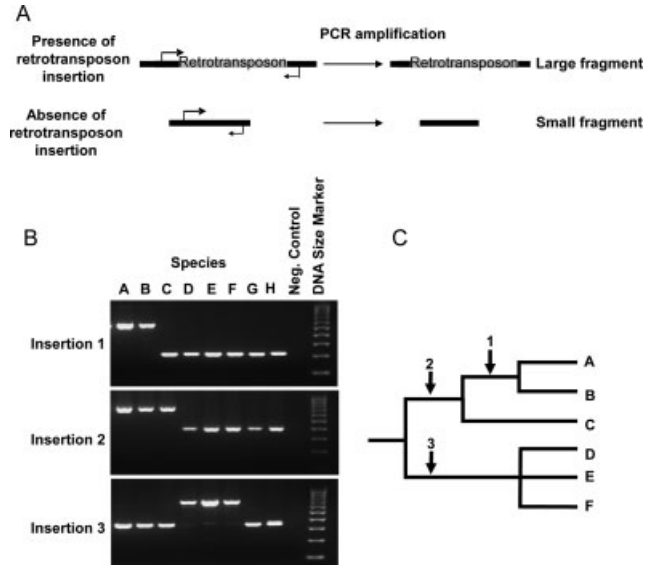 A
Presence of
retrotransposon
insertion
Retrotransposon
PCR amplification
Retrotransposon
Large fragment
Absence of
retrotransposon
insertion
Small fragment
B
Species
A B C D E F G H
Neg. Control
DNA Size Marker
Insertion 1
Insertion 2
Insertion 3
C
1
2
3
A
B
C
D
E
F